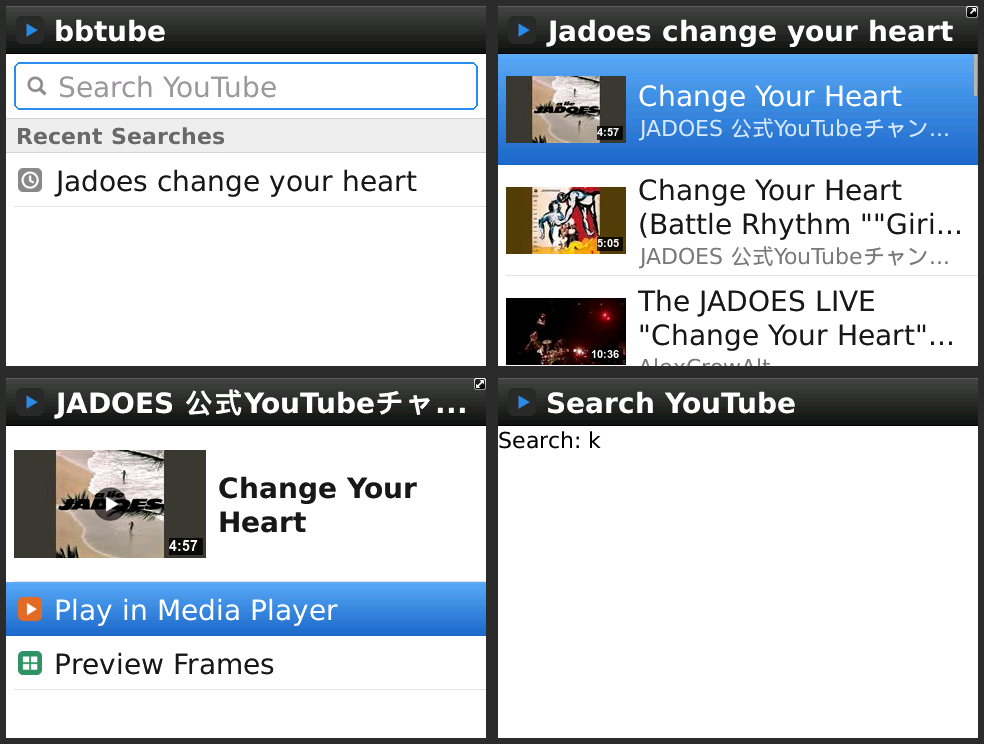 bbtube
Search YouTube
Recent Searches
Jadoes change your heart
Jadoes change your heart
4:57
Change Your Heart
JADOES 公式YouTubeチャン...
5:05
Change Your Heart
(Battle Rhythm ""Giri...
JADOES 公式YouTubeチャン...
10:36
The JADOES LIVE
"Change Your Heart"...
AlexCrowAlt
JADOES 公式YouTubeチャ...
JADOES
4:57
Change Your
Heart
Play in Media Player
Preview Frames
Search YouTube
Search: k